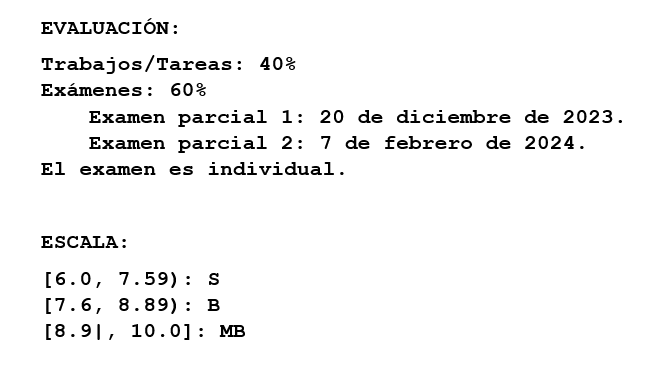 EVALUACIÓN:
Trabajos/Tareas: 40%
Exámenes: 60%
Examen parcial 1: 20 de diciembre de 2023.
Examen parcial 2: 7 de febrero de 2024.
El examen es individual.
ESCALA:
[6.0, 7.59): S
[7.6, 8.89): B
[8.9|, 10.0]: MB